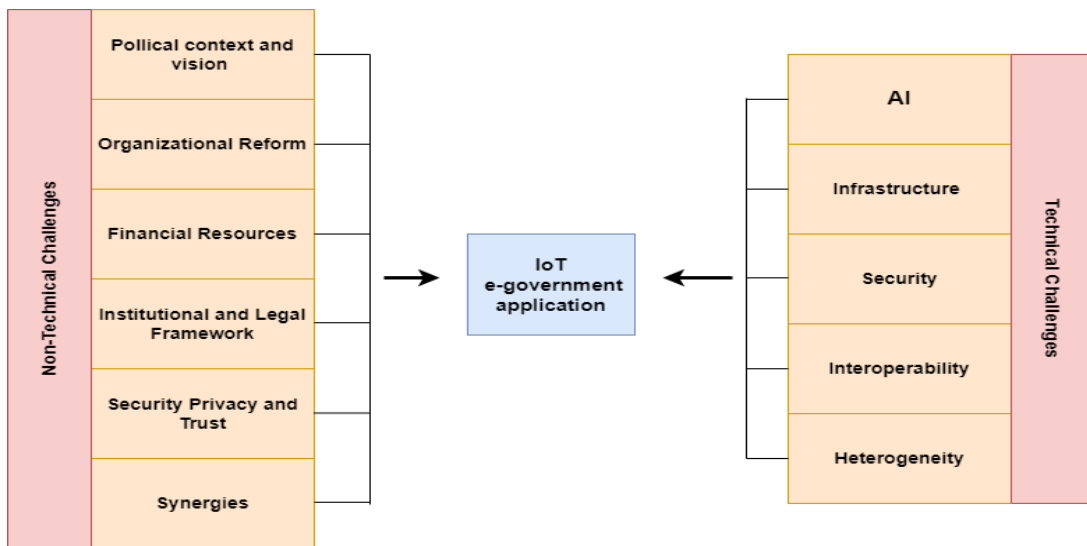 Non-Technical Challenges
Pollical context and
vision
Organizational Reform
Financial Resources
Institutional and Legal
Framework
Security Privacy and
Trust
Synergies
IoT
e-government
application
AI
Infrastructure
Security
Interoperability
Heterogeneity
Technical Challenges